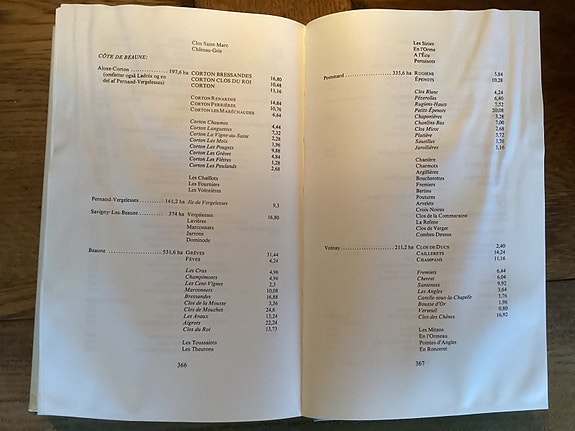 Clos Saint-Marc
Château-Gris
CÔTE DE BEAUNE:
Aloxe-Corton .................. 197,6 ha CORTON BRESSANDES 16,80
(omfatter også Ladoix og en CORTON CLOS DU ROI 10,48
del af Pernand-Vergelesses) CORTON 11,16
CORTON RENARDES 14,84
CORTON PERRIÈRES 10,76
CORTON LES MARÉCHAUDES 6,64
Corton Chaumes 4,44
Corton Languettes 7,32
Corton La Vigne-au-Saint 2,28
Corton Les Meix 1,96
Corton Les Pougets 9,88
Corton Les Grèves 4,84
Corton Les Fiètres 1,28
Corton Les Paulands 2,68
Les Chaillots
Les Fourniers
Les Valozières
Pernand-Vergelesses ........ 141,2 ha Ile de Vergelesses 9,3
Savigny-Les-Beaune ......... 374 ha Vergelesses 16,80
Lavières
Marconnets
Jarrons
Dominode
Beaune ......................... 531,6 ha GRÈVES 31,44
FÈVES 4,24
Les Cras 4,96
Champimonts 4,96
Les Cent-Vignes 2,3
Marconnets 10,08
Bressandes 16,88
Clos de la Mousse 3,36
Clos de Mouches 24,6
Les Avaux 13,24
Aigrots 22,24
Clos du Roi 13,73
Les Toussaints
Les Theurons
366
Les Sizies
En l'Orme
A l'Écu
Pertuisots
Pommard ..................... 333,6 ha RUGIENS 5,84
ÉPENOTS 10,28
Clos Blanc 4,24
Pézerolles 6,40
Rugiens-Hauts 7,52
Petits-Épenots 20,08
Chaponières 3,28
Chanlins-Bas 7,00
Clos Micot 2,68
Platière 5,72
Saussilles 3,76
Jarollières 3,16
Chanière
Charmots
Argillières
Boucherottes
Fremiers
Bertins
Poutures
Arvelets
Croix-Noires
Clos de la Commaraine
La Refene
Clos de Verger
Combes-Dessus
Volnay ......................... 211,2 ha CLOS DE DUCS 2,40
CAILLERETS 14,24
CHAMPANS 11,16
Fremiets 6,44
Chevret 6,04
Santenots 9,92
Les Angles 3,64
Carelle-sous-la-Chapelle 3,76
Bousse d'Or 1,96
Verseuil 0,80
Clos des Chênes 16,92
Les Mitans
En l'Ormeau
Pointes d'Angles
En Ronceret
367